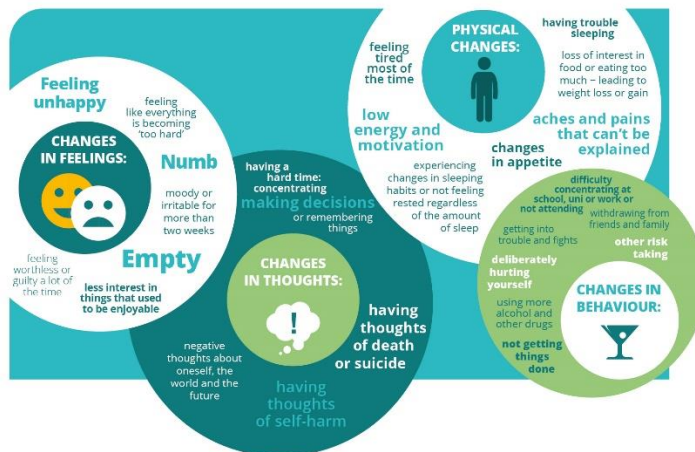 Feeling
unhappy
feeling
like everything
is becoming
'too hard'
CHANGES
IN FEELINGS:
Numb
moody or
irritable for
more than
two weeks
feeling
worthless or
guilty a lot of
the time
Empty
less interest in
things that used
to be enjoyable
having a
hard time:
concentrating
making decisions
or remembering
things
CHANGES
IN THOUGHTS:
!
having
thoughts
of death
or suicide
negative
thoughts about
oneself, the
world and the
future
having
thoughts
of self-harm
PHYSICAL
CHANGES:
feeling
tired
most of
the time
having trouble
sleeping
loss of interest in
food or eating too
much – leading to
weight loss or gain
low
energy and
motivation
aches and pains
that can't be
explained
changes
in appetite
experiencing
changes in sleeping
habits or not feeling
rested regardless
of the amount
of sleep
difficulty
concentrating at
school, uni or work or
not attending
withdrawing from
friends and family
getting into
trouble and fights
other risk
taking
deliberately
hurting
yourself
CHANGES IN
BEHAVIOUR:
using more
alcohol and
other drugs
not getting
things
done